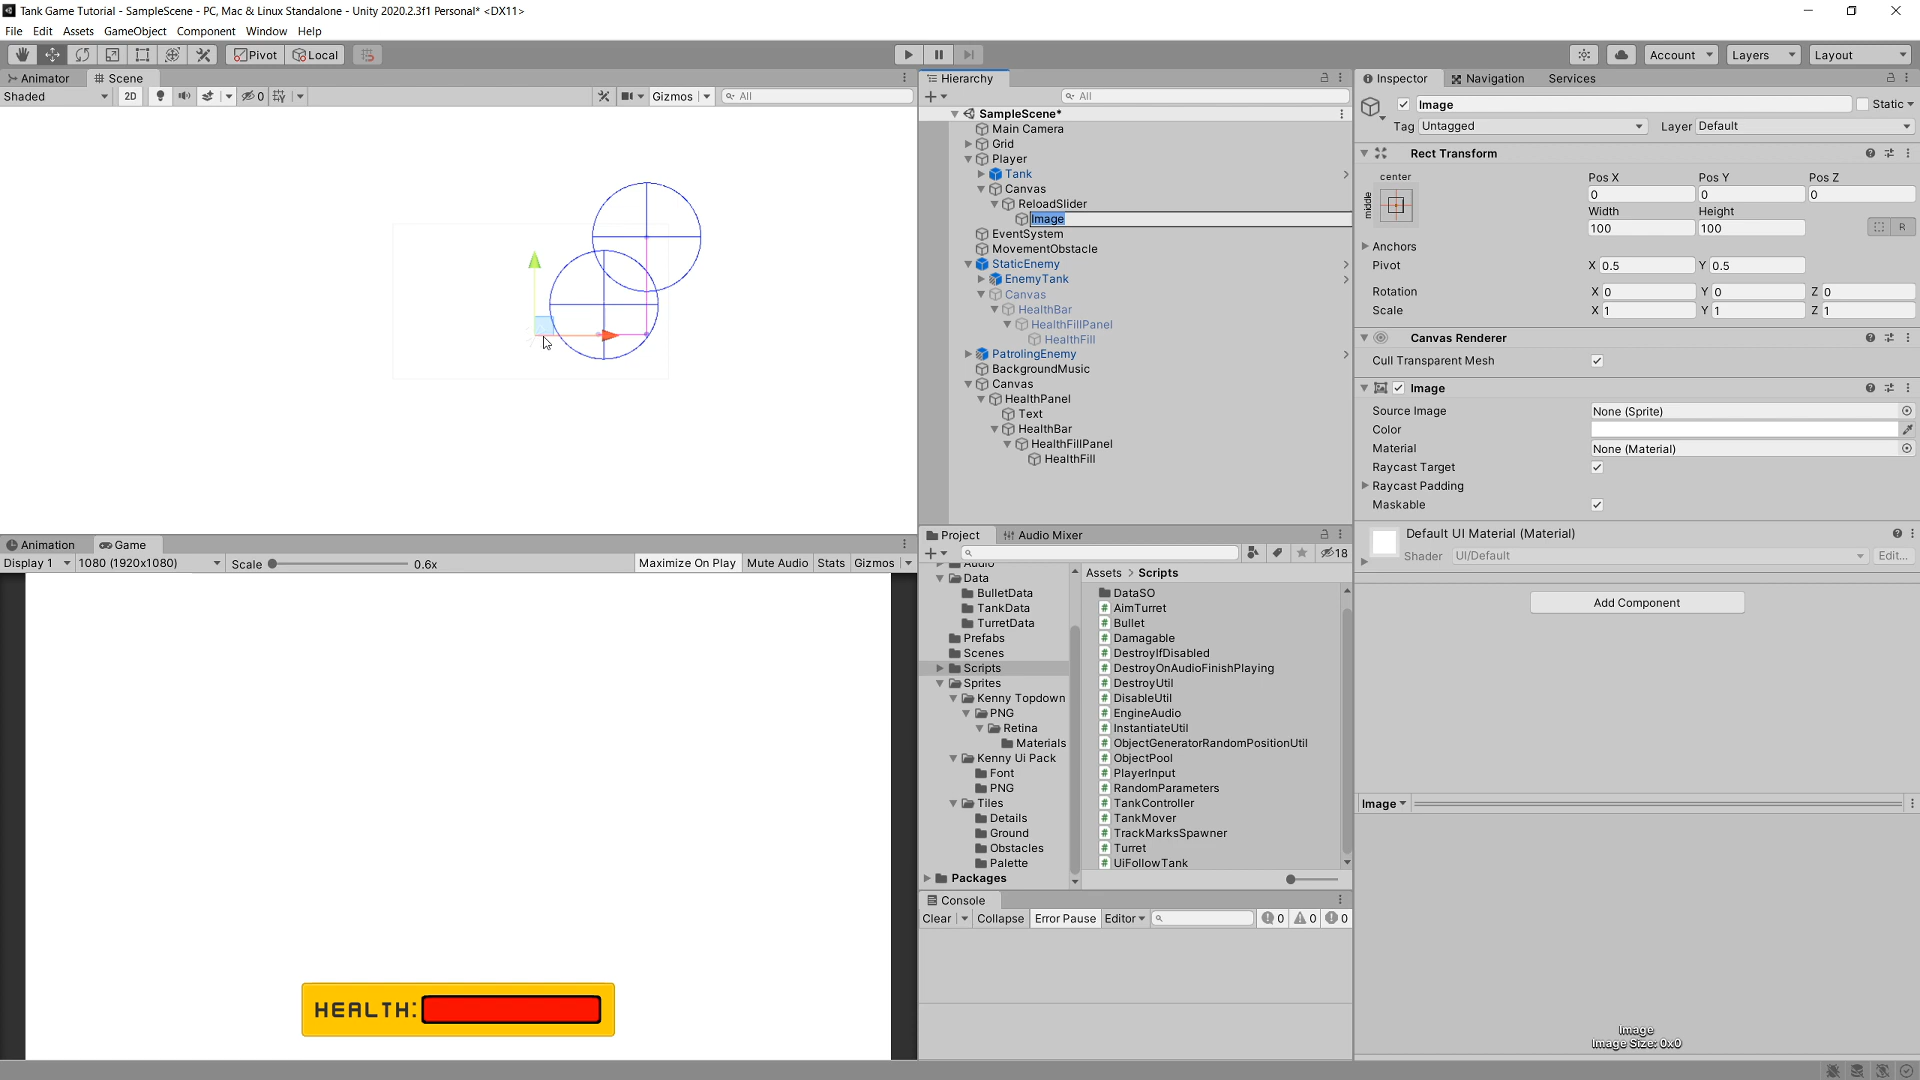 Tank Game Tutorial - SampleScene - PC, Mac & Linux Standalone - Unity 2020.2.3f1 Personal* <DX11>
File Edit Assets GameObject Component Window Help
Pivot Local Account Layers Layout
Animator Scene
Shaded 2D 0 Gizmos All
Hierarchy
All
SampleScene*
Main Camera
Grid
Player
Tank
Canvas
ReloadSlider
Image
EventSystem
MovementObstacle
StaticEnemy
EnemyTank
Canvas
HealthBar
HealthFillPanel
HealthFill
PatrolingEnemy
BackgroundMusic
Canvas
HealthPanel
Text
HealthBar
HealthFillPanel
HealthFill
Inspector Navigation Services
Image Static
Tag Untagged Layer Default
Rect Transform
center Pos X Pos Y Pos Z
middle 0 0 0
Width Height
100 100 R
Anchors
Pivot X 0.5 Y 0.5
Rotation X 0 Y 0 Z 0
Scale X 1 Y 1 Z 1
Canvas Renderer
Cull Transparent Mesh
Image
Source Image None (Sprite)
Color
Material None (Material)
Raycast Target
Raycast Padding
Maskable
Default UI Material (Material)
Shader UI/Default Edit...
Add Component
Image
Image
Image Size: 0x0
Animation Game
Display 1 1080 (1920x1080) Scale 0.6x Maximize On Play Mute Audio Stats Gizmos
HEALTH:
Project Audio Mixer
18
Audio
Data
BulletData
TankData
TurretData
Prefabs
Scenes
Scripts
Sprites
Kenny Topdown
PNG
Retina
Materials
Kenny Ui Pack
Font
PNG
Tiles
Details
Ground
Obstacles
Palette
Packages
Assets > Scripts
DataSO
AimTurret
Bullet
Damagable
DestroyIfDisabled
DestroyOnAudioFinishPlaying
DestroyUtil
DisableUtil
EngineAudio
InstantiateUtil
ObjectGeneratorRandomPositionUtil
ObjectPool
PlayerInput
RandomParameters
TankController
TankMover
TrackMarksSpawner
Turret
UiFollowTank
Console
Clear Collapse Error Pause Editor 0 0 0